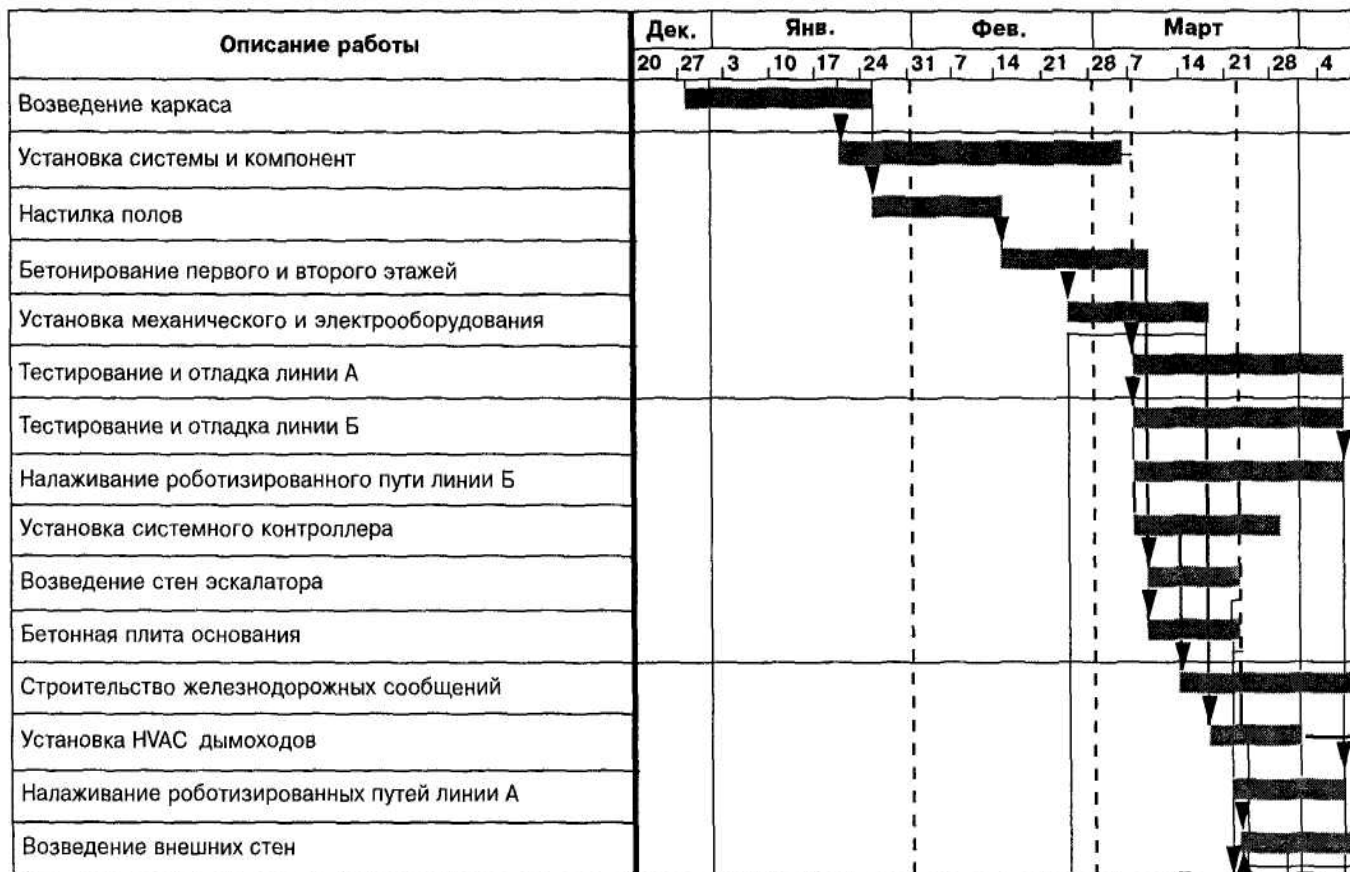 Описание работы
Дек. Янв. Фев. Март
20 27 3 10 17 24 31 7 14 21 28 7 14 21 28 4
Возведение каркаса
Установка системы и компонент
Настилка полов
Бетонирование первого и второго этажей
Установка механического и электрооборудования
Тестирование и отладка линии А
Тестирование и отладка линии Б
Налаживание роботизированного пути линии Б
Установка системного контроллера
Возведение стен эскалатора
Бетонная плита основания
Строительство железнодорожных сообщений
Установка HVAC дымоходов
Налаживание роботизированных путей линии А
Возведение внешних стен